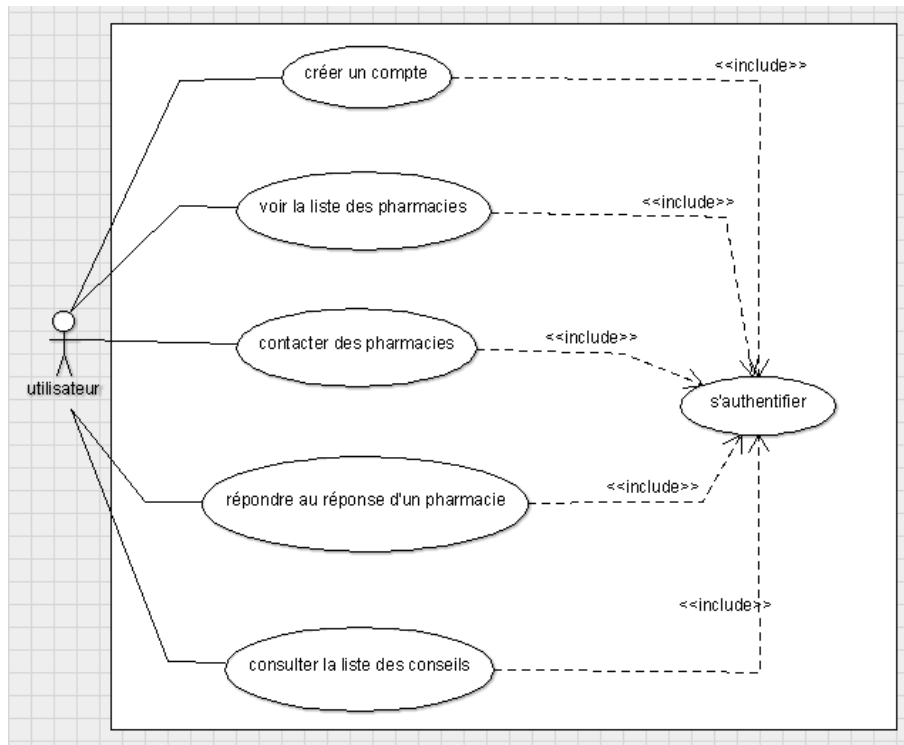 créer un compte
<<include>>
voir la liste des pharmacies
<<include>>
contacter des pharmacies
<<include>>
utilisateur
s'authentifier
répondre au réponse d'un pharmacie
<<include>>
<<include>>
consulter la liste des conseils